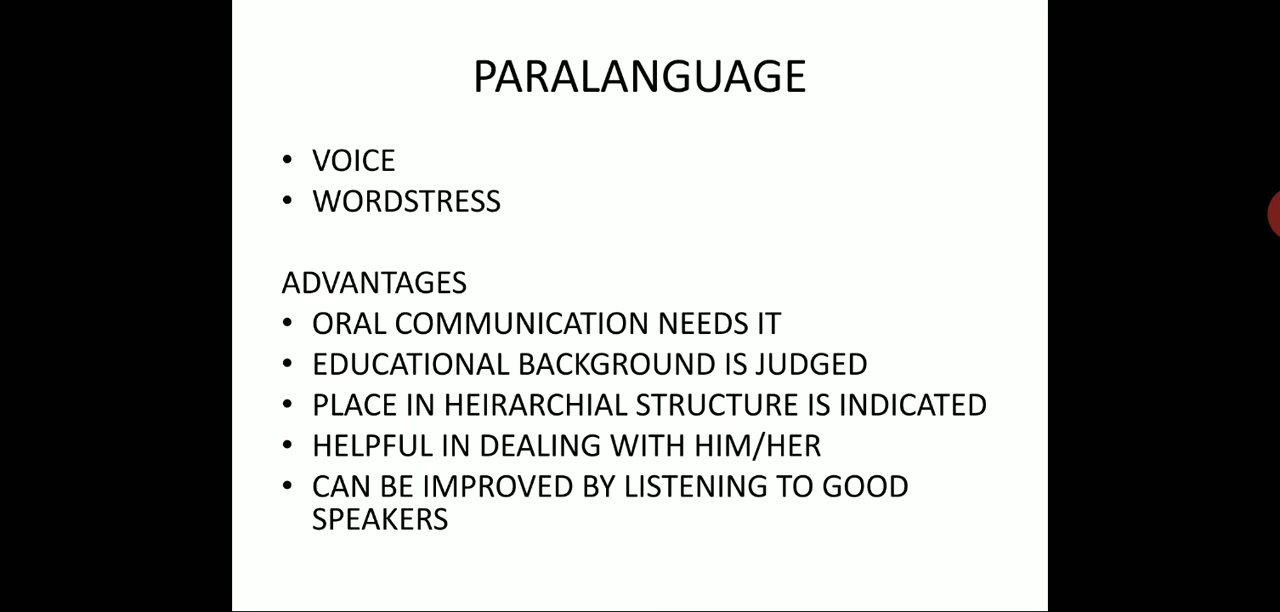 PARALANGUAGE
• VOICE
• WORDSTRESS
ADVANTAGES
• ORAL COMMUNICATION NEEDS IT
• EDUCATIONAL BACKGROUND IS JUDGED
• PLACE IN HEIRARCHIAL STRUCTURE IS INDICATED
• HELPFUL IN DEALING WITH HIM/HER
• CAN BE IMPROVED BY LISTENING TO GOOD
SPEAKERS